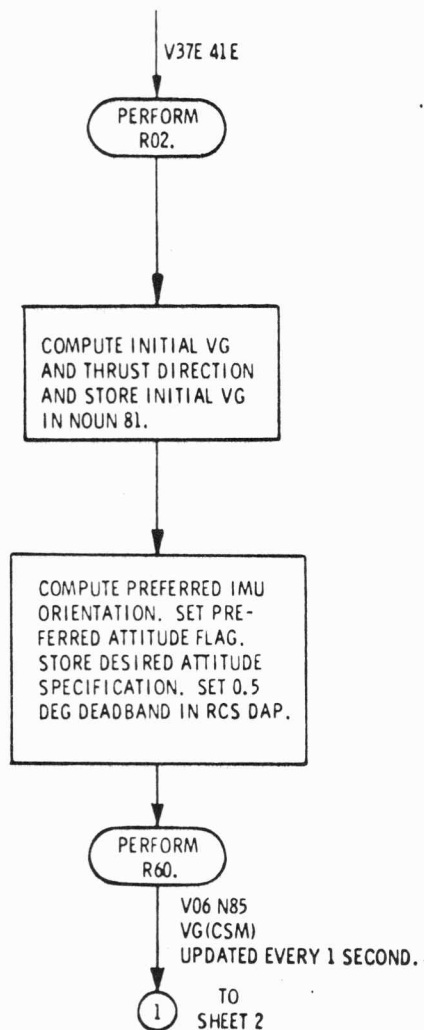 V37E 41E
PERFORM
R02.
COMPUTE INITIAL VG
AND THRUST DIRECTION
AND STORE INITIAL VG
IN NOUN 81.
COMPUTE PREFERRED IMU
ORIENTATION. SET PRE-
FERRED ATTITUDE FLAG.
STORE DESIRED ATTITUDE
SPECIFICATION. SET 0.5
DEG DEADBAND IN RCS DAP.
PERFORM
R60.
V06 N85
VG(CSM)
UPDATED EVERY 1 SECOND.
1
TO
SHEET 2